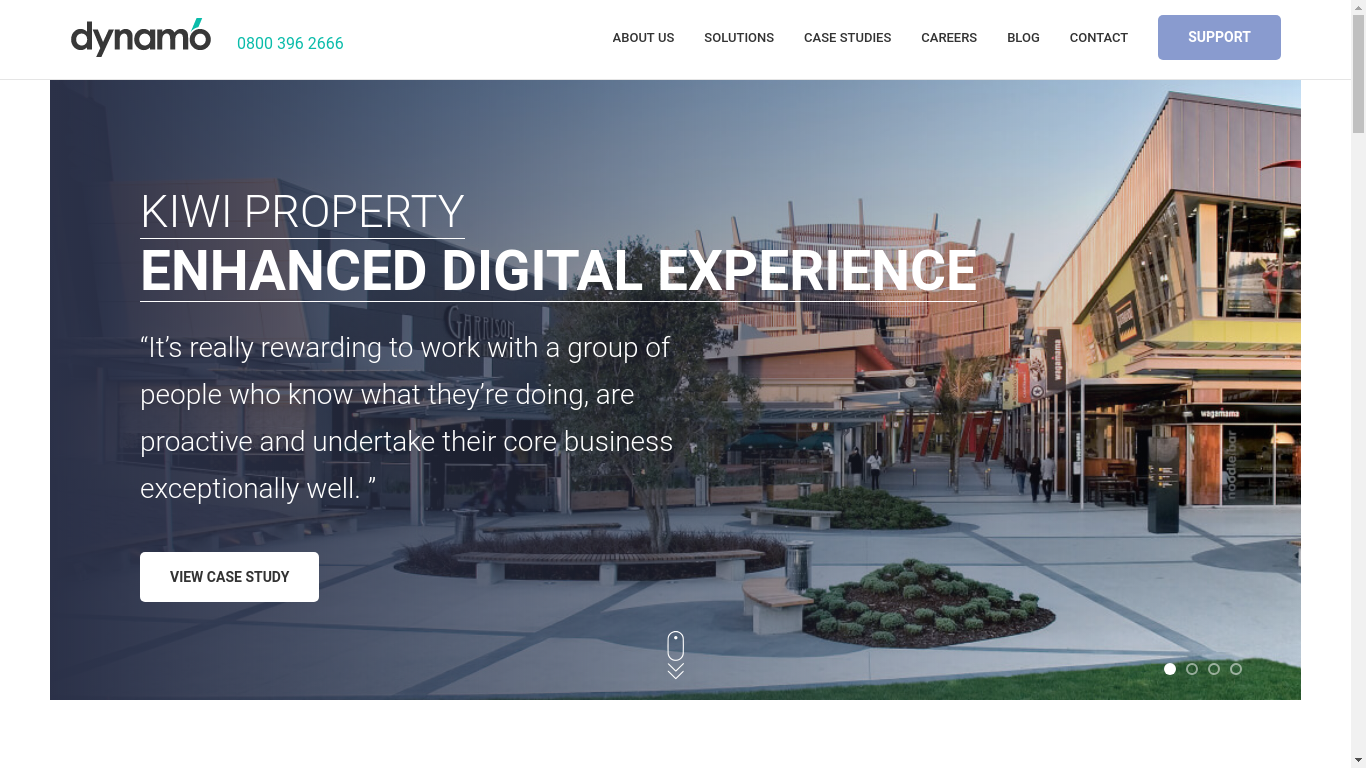 dynamo
0800 396 2666
ABOUT US
SOLUTIONS
CASE STUDIES
CAREERS
BLOG
CONTACT
SUPPORT
KIWI PROPERTY
ENHANCED DIGITAL EXPERIENCE
GARRISON
“It’s really rewarding to work with a group of
people who know what they’re doing, are
proactive and undertake their core business
exceptionally well. ”
wagamama
wagamama
noodle bar
VIEW CASE STUDY